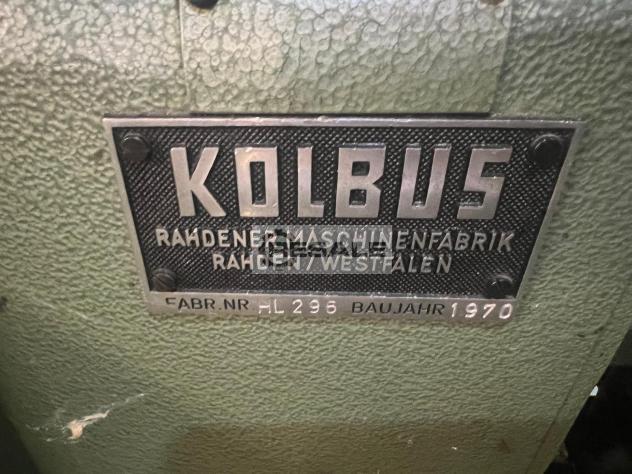 KOLBUS
RAHDENER MASCHINENFABRIK
RAHDEN/WESTFALEN
FABR.NR HL 296 BAUJAHR 1970